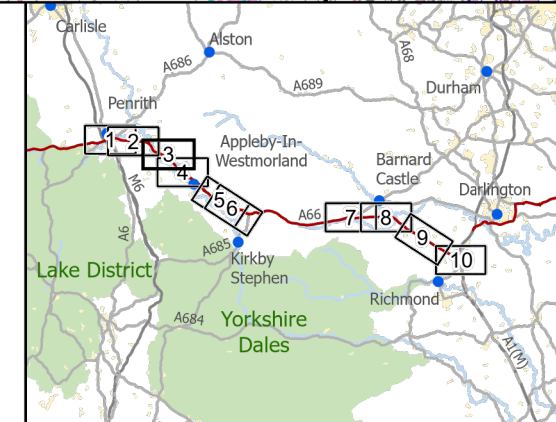 Carlisle
Alston
A686
A689
A68
Durham
Penrith
1
2
3
4
5
6
Appleby-In-
Westmorland
Barnard
Castle
Darlington
M6
A6
A66
7
8
9
10
A685
Kirkby
Stephen
Lake District
Richmond
A684
Yorkshire
Dales
A1(M)